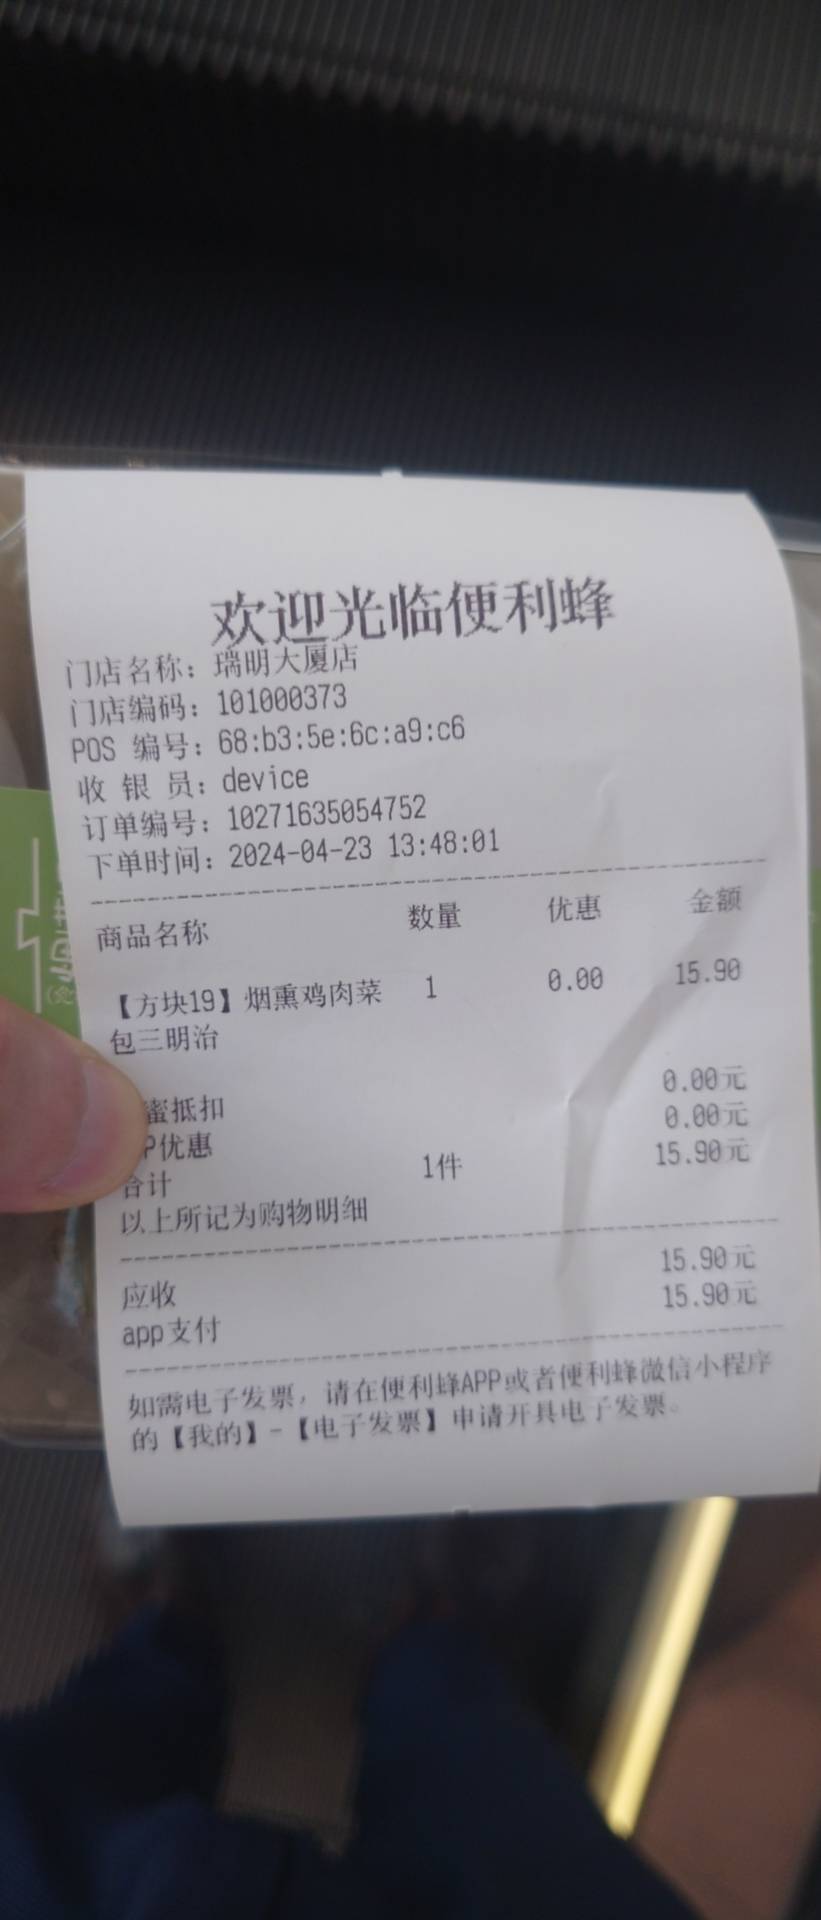 欢迎光临便利蜂
门店名称：瑞明大厦店
门店编码：101000373
POS 编号：68:b3:5e:6c:a9:c6
收 银 员：device
订单编号：10271635054752
下单时间：2024-04-23 13:48:01
商品名称 数量 优惠 金额
【方块19】烟熏鸡肉菜 1 0.00 15.90
包三明治
蜜抵扣 0.00元
P优惠 0.00元
合计 1件 15.90元
以上所记为购物明细
应收 15.90元
app支付 15.90元
如需电子发票，请在便利蜂APP或者便利蜂微信小程序
的【我的】-【电子发票】申请开具电子发票。